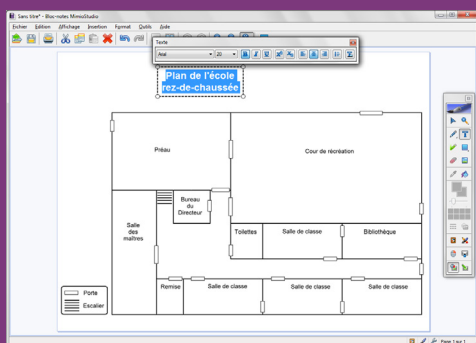 Sans titre* - Bloc-notes MimioStudio
Fichier Edition Affichage Insertion Format Outils Aide
Texte
Arial 20
Plan de l'école
rez-de-chaussée
Préau
Cour de récréation
Bureau
du
Directeur
Salle
des
maîtres
Toilettes
Salle de classe
Bibliothèque
Remise
Salle de classe
Salle de classe
Salle de classe
Porte
Escalier
Page 1 sur 1